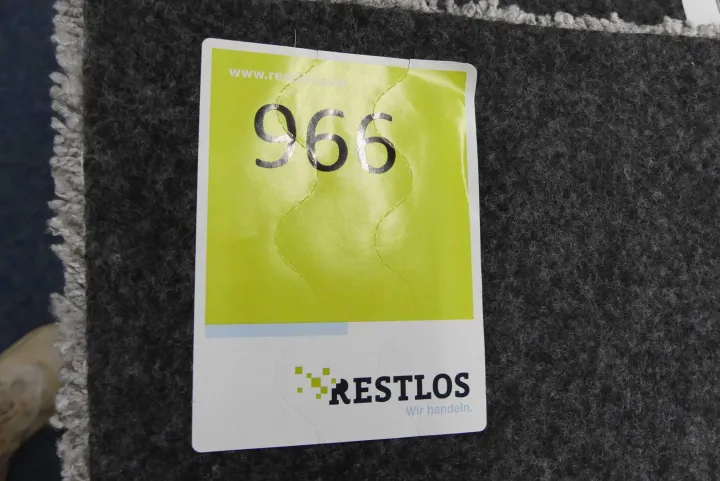 966
RESTLOS
Wir handeln.